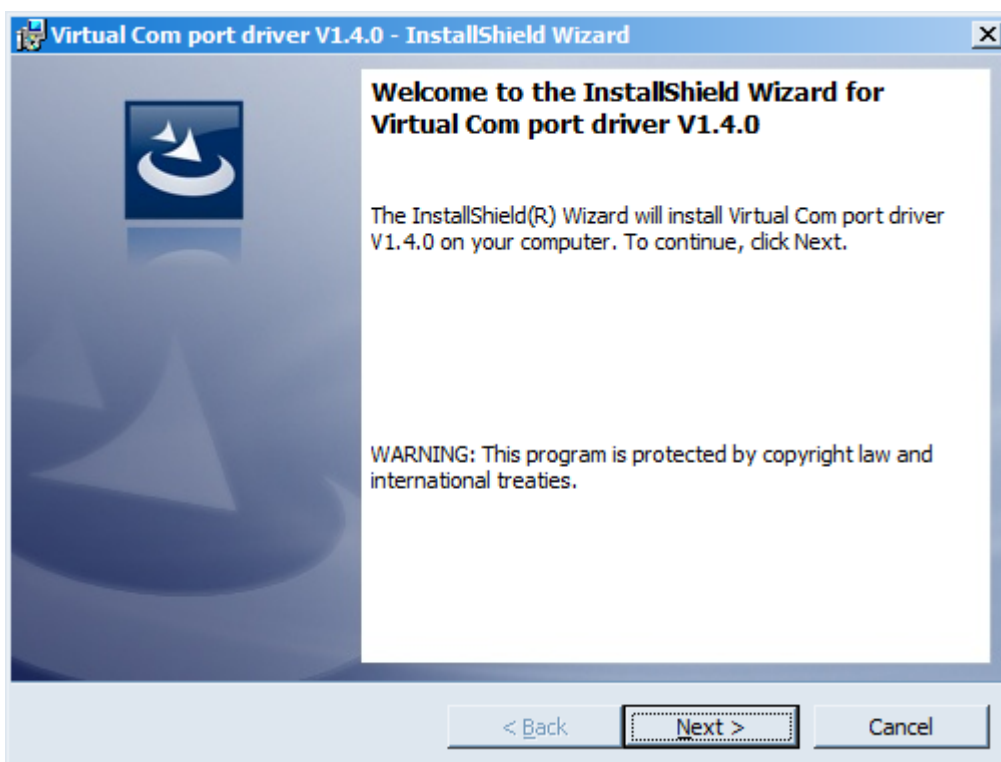 Virtual Com port driver V1.4.0 - InstallShield Wizard
Welcome to the InstallShield Wizard for
Virtual Com port driver V1.4.0
The InstallShield(R) Wizard will install Virtual Com port driver
V1.4.0 on your computer. To continue, click Next.
WARNING: This program is protected by copyright law and
international treaties.
< Back
Next >
Cancel